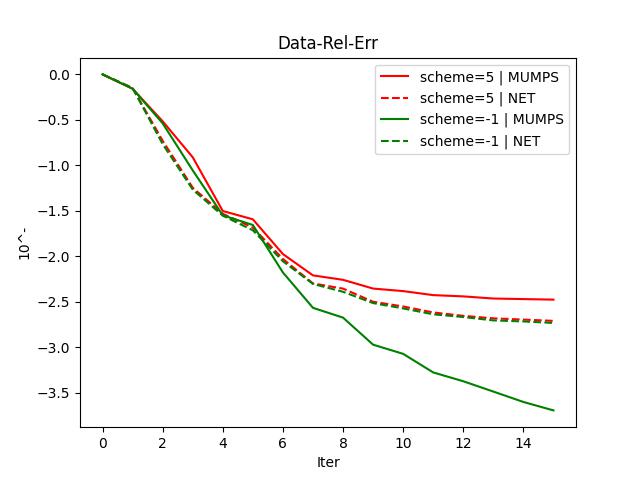 Data-Rel-Err
scheme=5 | MUMPS
scheme=5 | NET
scheme=-1 | MUMPS
scheme=-1 | NET
10^-
0.0
−0.5
−1.0
−1.5
−2.0
−2.5
−3.0
−3.5
0 2 4 6 8 10 12 14
Iter